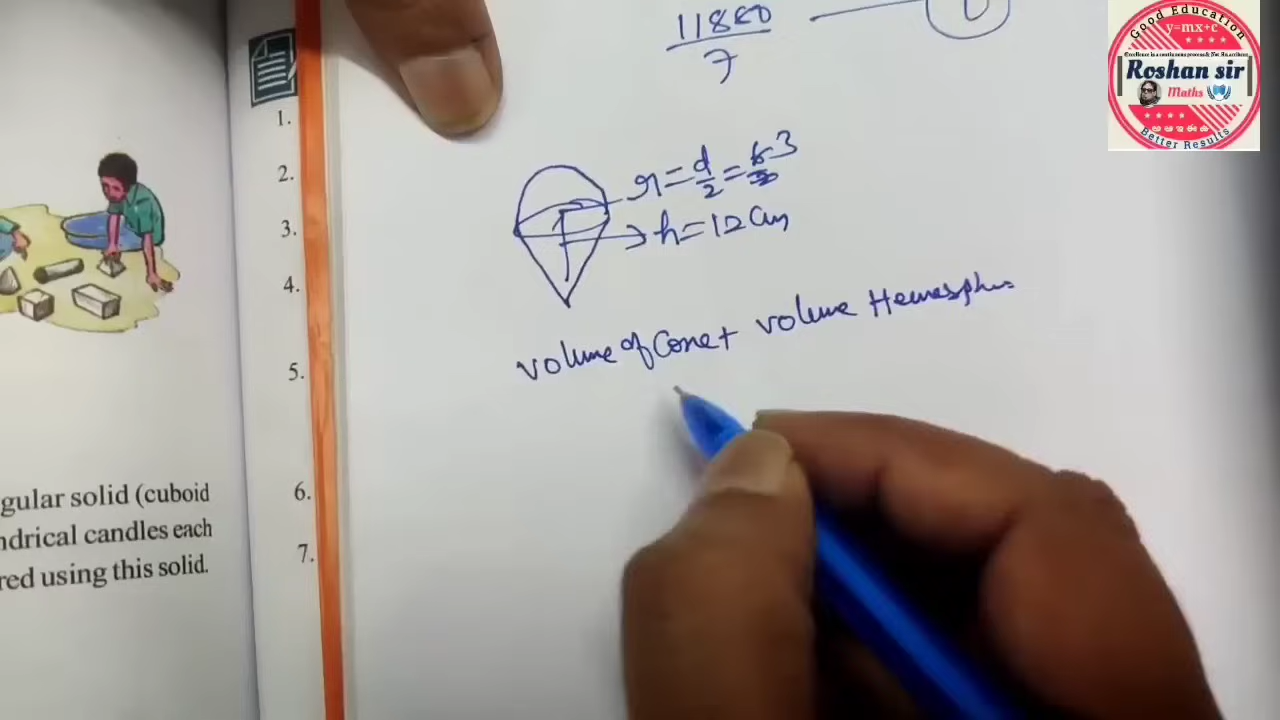 11880
7
r = d/2 = 6/2 3
h = 12 cm
volume of Cone + volume
1.
2.
3.
4.
5.
6.
7.
gular solid (cuboid
ndrical candles each
red using this solid.
Good Education
y=mx+c
Roshan sir
Maths
Better Results